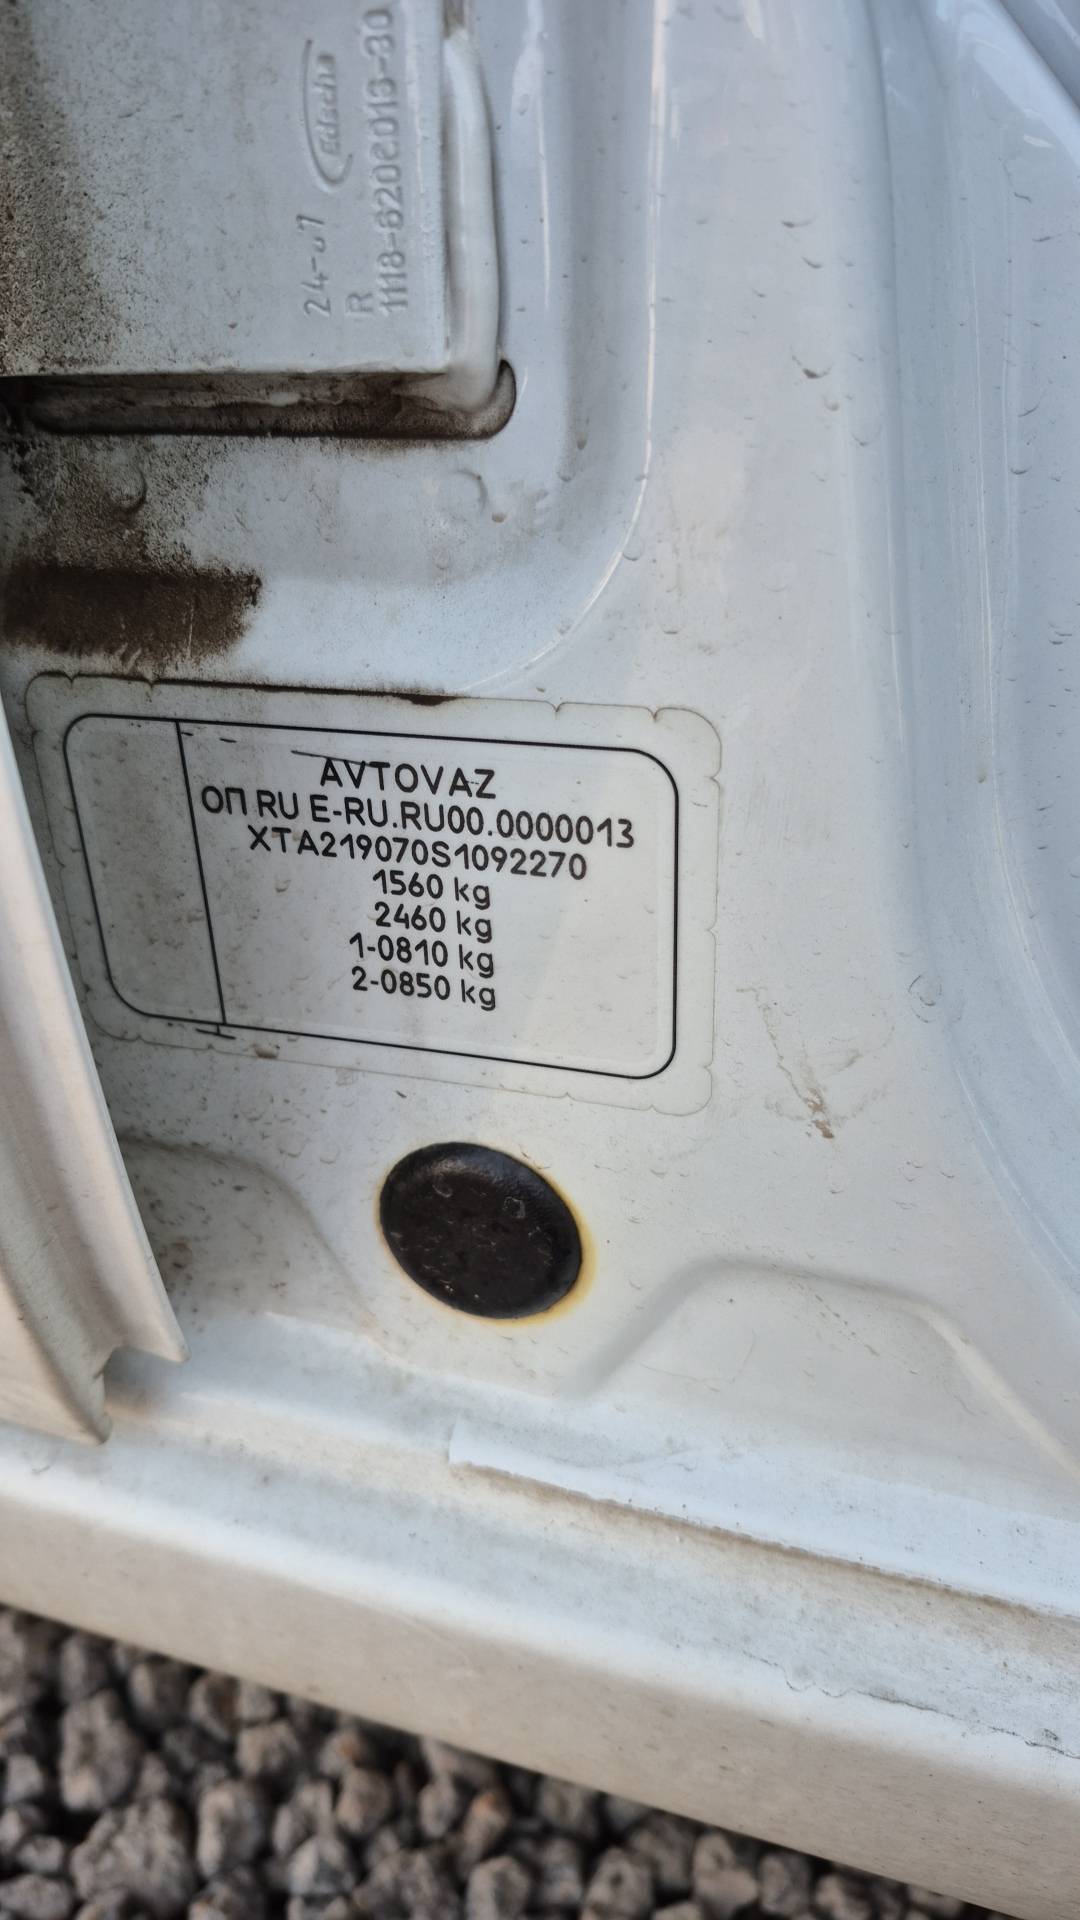 Edscha
24-07
R
1118-6206013-30
AVTOVAZ
ОП RU E-RU.RU00.0000013
XTA219070S1092270
1560 kg
2460 kg
1-0810 kg
2-0850 kg